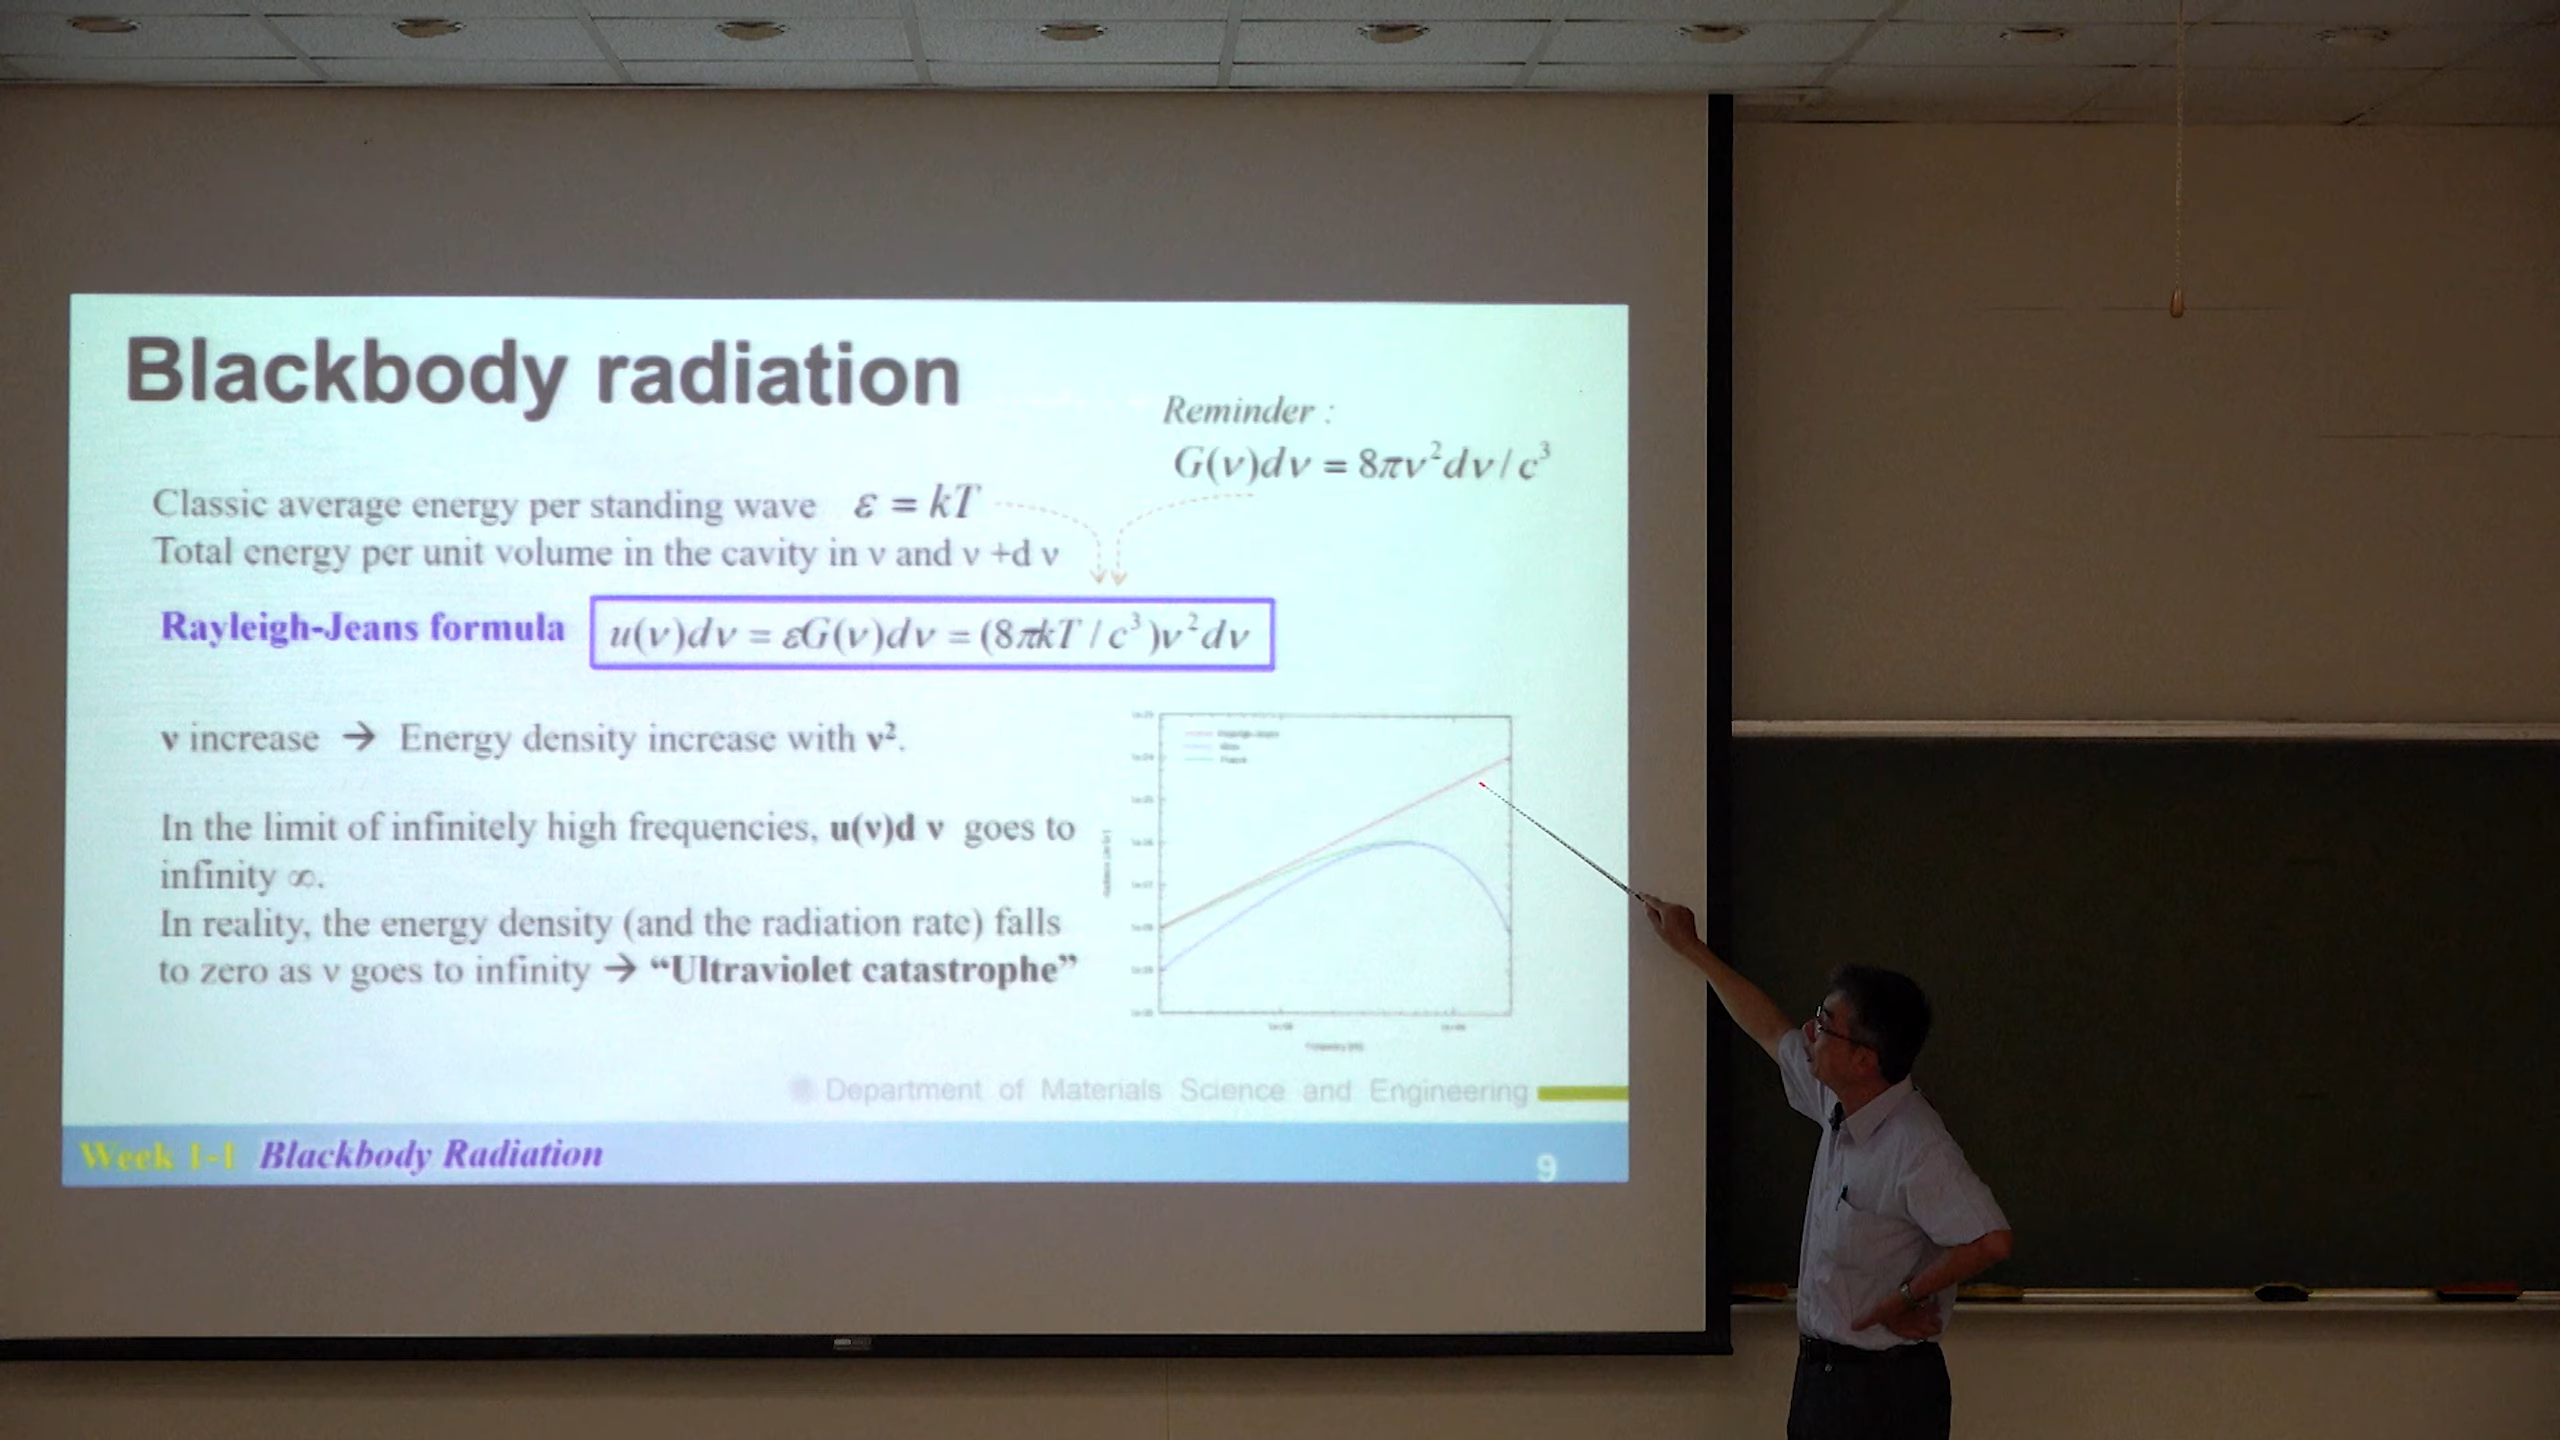 Blackbody radiation
Reminder :
G(ν)dν = 8πν²dν / c³
Classic average energy per standing wave ε = kT
Total energy per unit volume in the cavity in ν and ν +d ν
Rayleigh-Jeans formula u(ν)dν = εG(ν)dν = (8πkT / c³)ν²dν
ν increase → Energy density increase with ν².
In the limit of infinitely high frequencies, u(ν)d ν goes to
infinity ∞.
In reality, the energy density (and the radiation rate) falls
to zero as ν goes to infinity → “Ultraviolet catastrophe”
Department of Materials Science and Engineering
Week 1-1 Blackbody Radiation
9